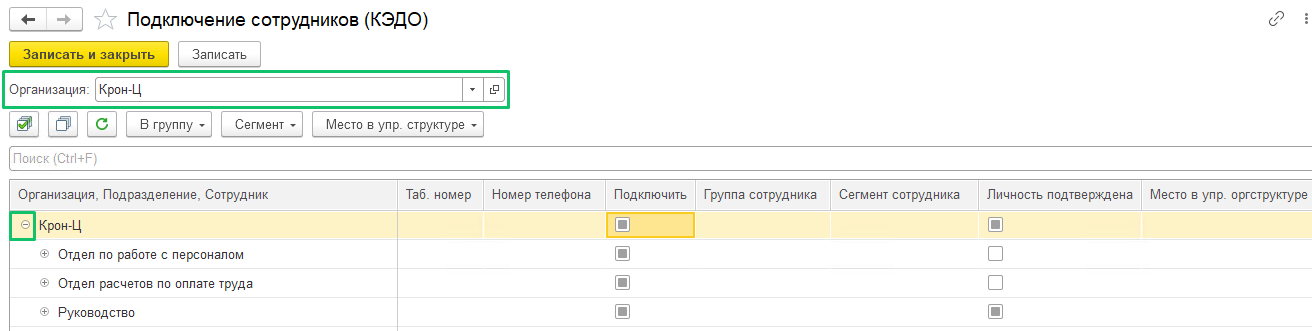 Подключение сотрудников (КЭДО)
Записать и закрыть Записать
Организация: Крон-Ц
В группу Сегмент Место в упр. структуре
Поиск (Ctrl+F)
Организация, Подразделение, Сотрудник Таб. номер Номер телефона Подключить Группа сотрудника Сегмент сотрудника Личность подтверждена Место в упр. оргструктуре
Крон-Ц
Отдел по работе с персоналом
Отдел расчетов по оплате труда
Руководство